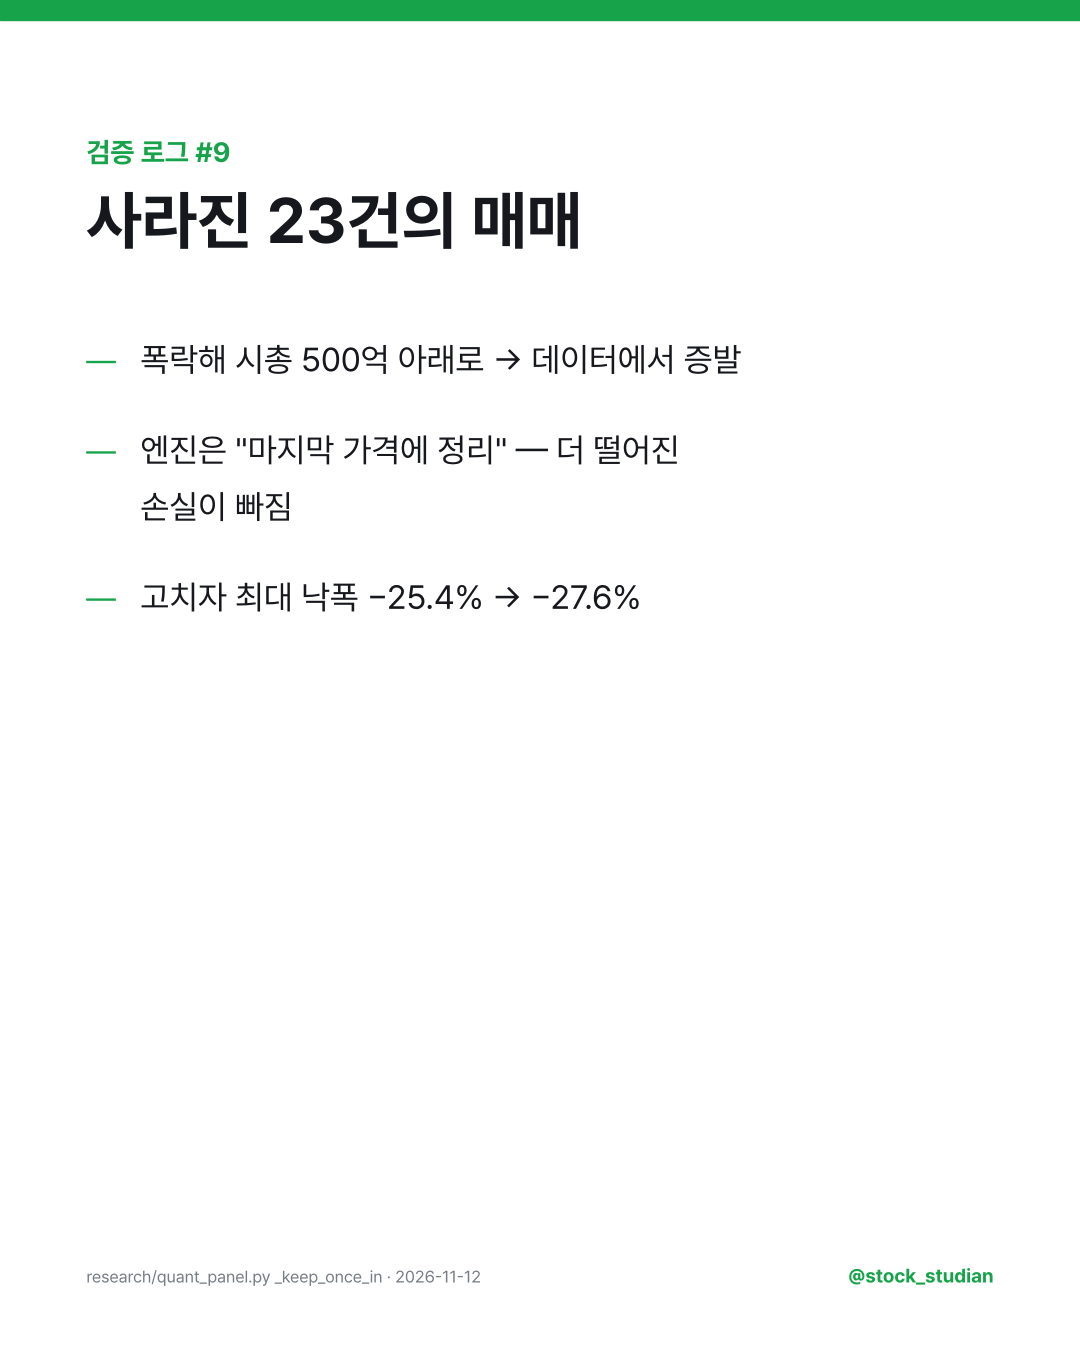 검증 로그 #9
사라진 23건의 매매
— 폭락해 시총 500억 아래로 → 데이터에서 증발
— 엔진은 "마지막 가격에 정리" — 더 떨어진
손실이 빠짐
— 고치자 최대 낙폭 −25.4% → −27.6%
research/quant_panel.py _keep_once_in · 2026-11-12
@stock_studian